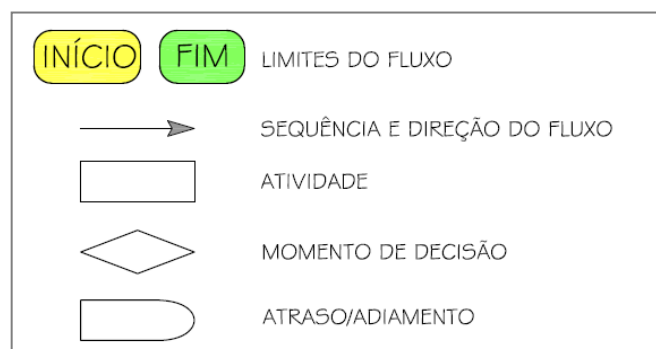 INÍCIO FIM LIMITES DO FLUXO
SEQUÊNCIA E DIREÇÃO DO FLUXO
ATIVIDADE
MOMENTO DE DECISÃO
ATRASO/ADIAMENTO